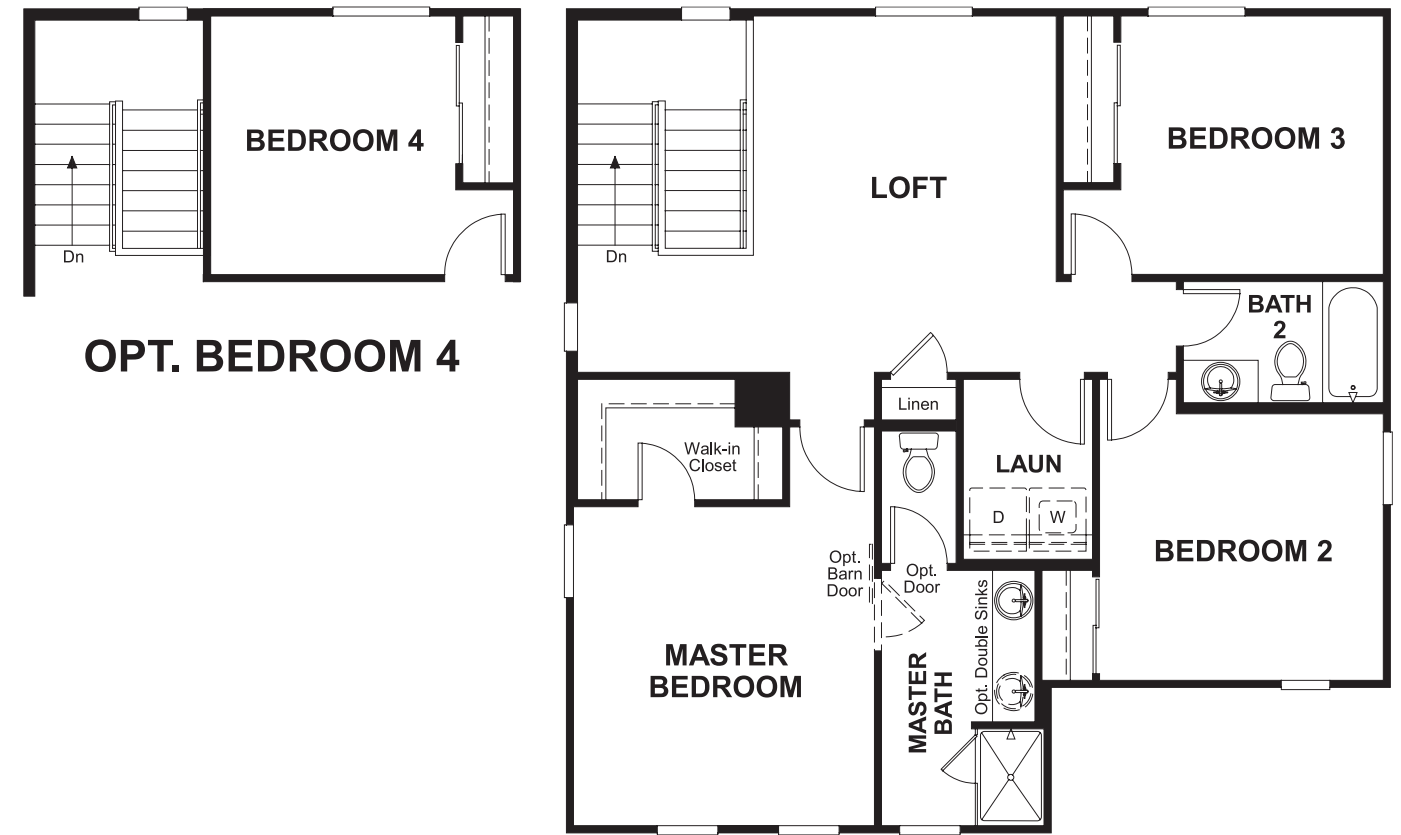 BEDROOM 4
Dn
OPT. BEDROOM 4
LOFT
BEDROOM 3
Dn
BATH
2
Linen
Walk-in
Closet
LAUN
D
W
BEDROOM 2
Opt.
Barn
Door
Opt.
Door
Opt. Double Sinks
MASTER
BEDROOM
MASTER
BATH